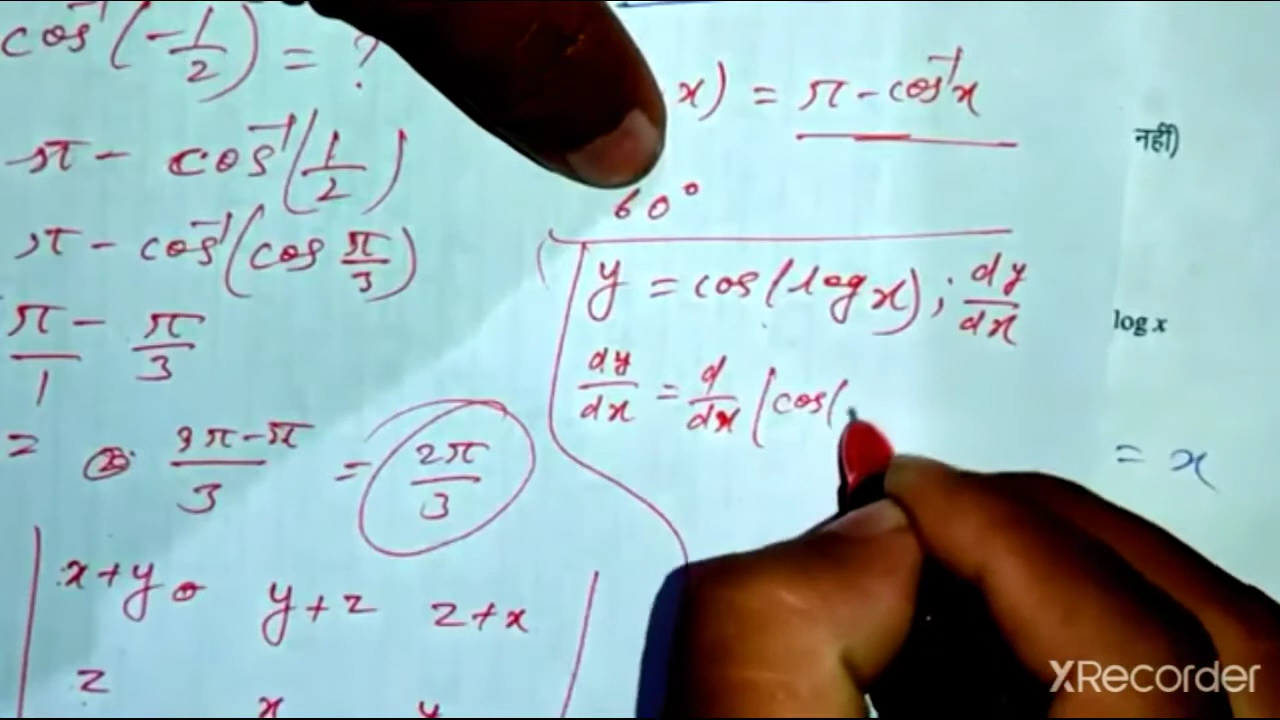 cos⁻¹(-1/2) = ?
π - cos⁻¹(1/2)
π - cos⁻¹(cos π/3)
π/1 - π/3
= 3π-π/3 = 2π/3
x+y y+z z+x
z x y
x) = π - cos⁻¹x
60°
y = cos(log x); dy/dx
dy/dx = d/dx (cos(
नहीं)
log x
= x
XRecorder